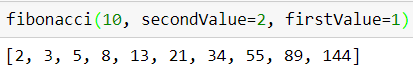 fibonacci(10, secondValue=2, firstValue=1)
[2, 3, 5, 8, 13, 21, 34, 55, 89, 144]